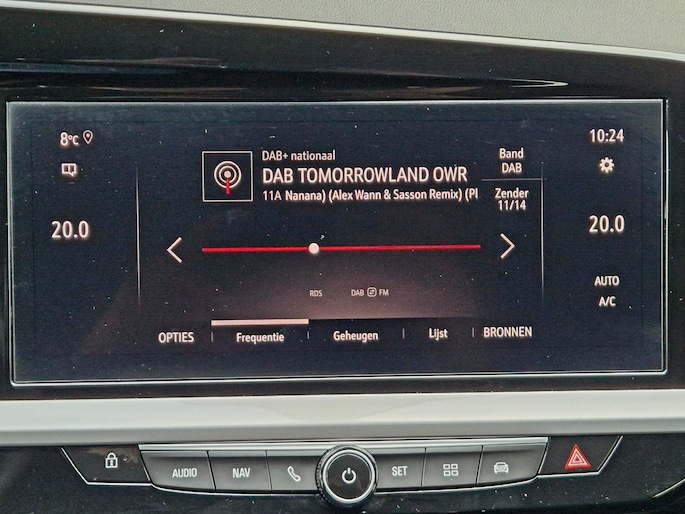 8°C
10:24
DAB+ nationaal
Band
DAB
DAB TOMORROWLAND OWR
11A Nanana) (Alex Wann & Sasson Remix) (Pl
Zender
11/14
20.0
20.0
P
RDS
DAB FM
AUTO
A/C
OPTIES
Frequentie
Geheugen
Lijst
BRONNEN
AUDIO
NAV
SET